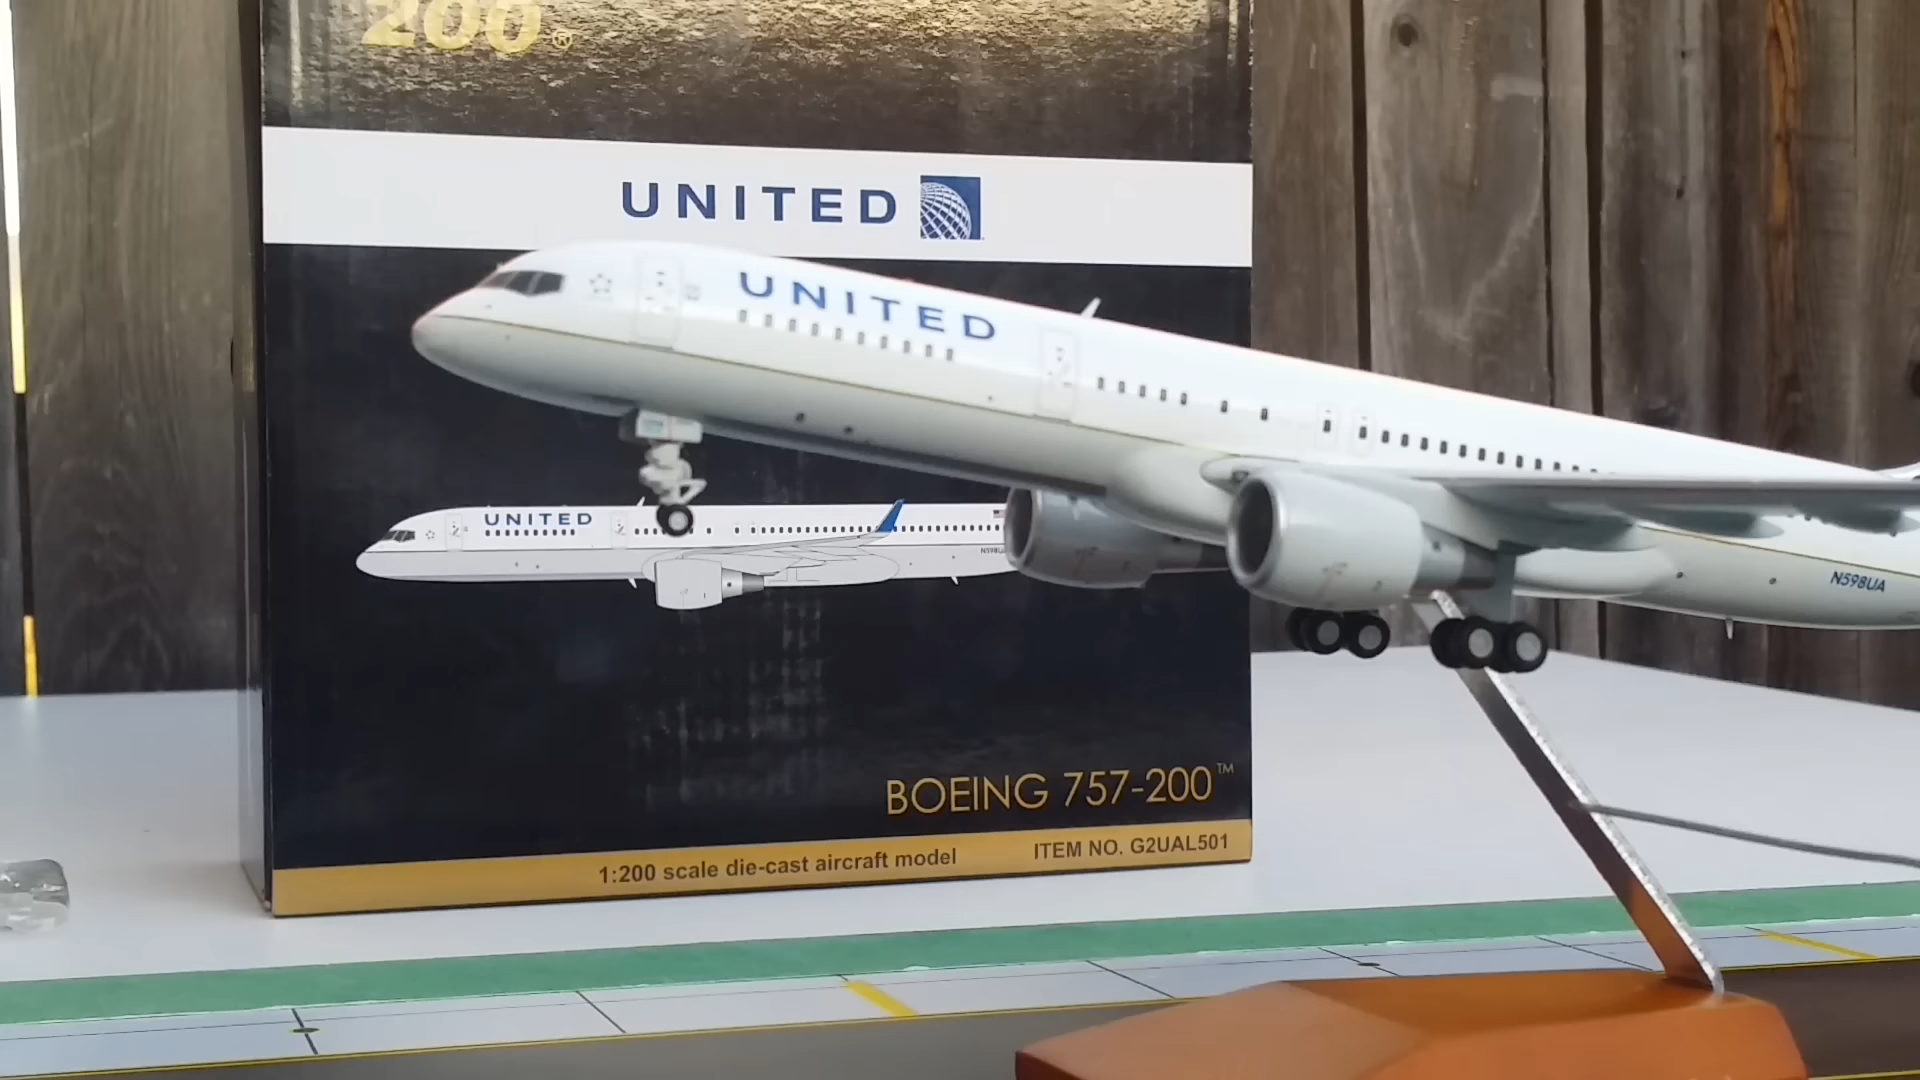 200®
UNITED
UNITED
UNITED
N598UA
BOEING 757-200™
1:200 scale die-cast aircraft model
ITEM NO. G2UAL501